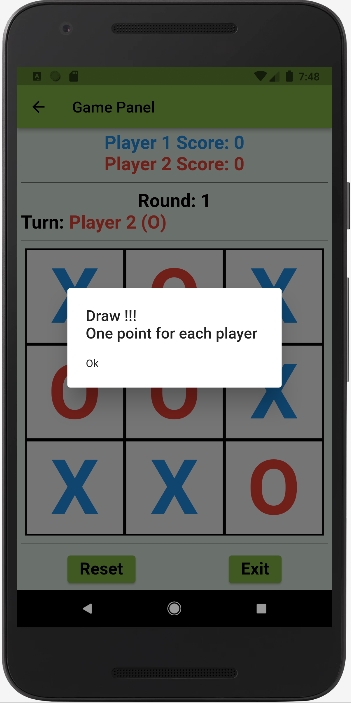 7:48
Game Panel
Player 1 Score: 0
Player 2 Score: 0
Round: 1
Turn: Player 2 (O)
X O X
Draw !!!
One point for each player
Ok
O O X
X X O
Reset Exit